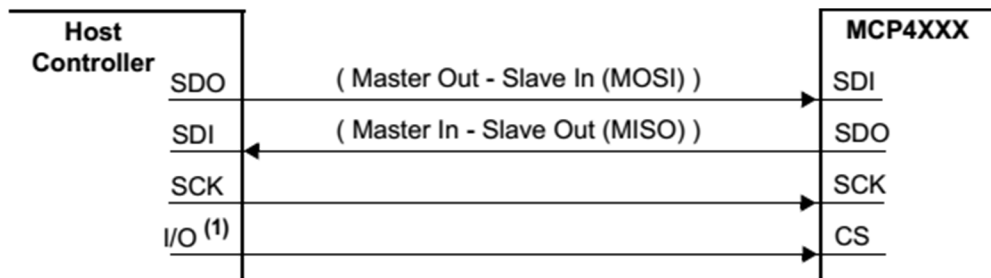 Host
Controller
MCP4XXX
SDO
( Master Out - Slave In (MOSI) )
SDI
SDI
( Master In - Slave Out (MISO) )
SDO
SCK
SCK
I/O (1)
CS